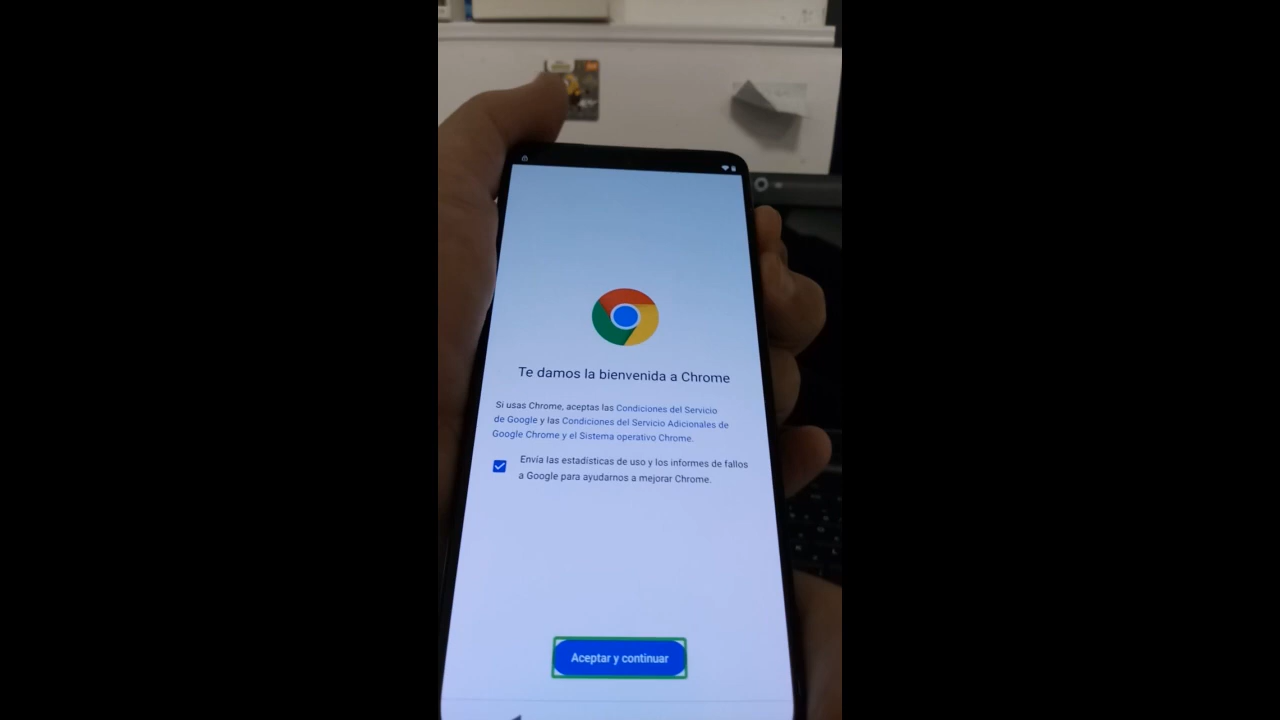 Te damos la bienvenida a Chrome
Si usas Chrome, aceptas las Condiciones del Servicio
de Google y las Condiciones del Servicio Adicionales de
Google Chrome y el Sistema operativo Chrome.
Envía las estadísticas de uso y los informes de fallos
a Google para ayudarnos a mejorar Chrome.
Aceptar y continuar